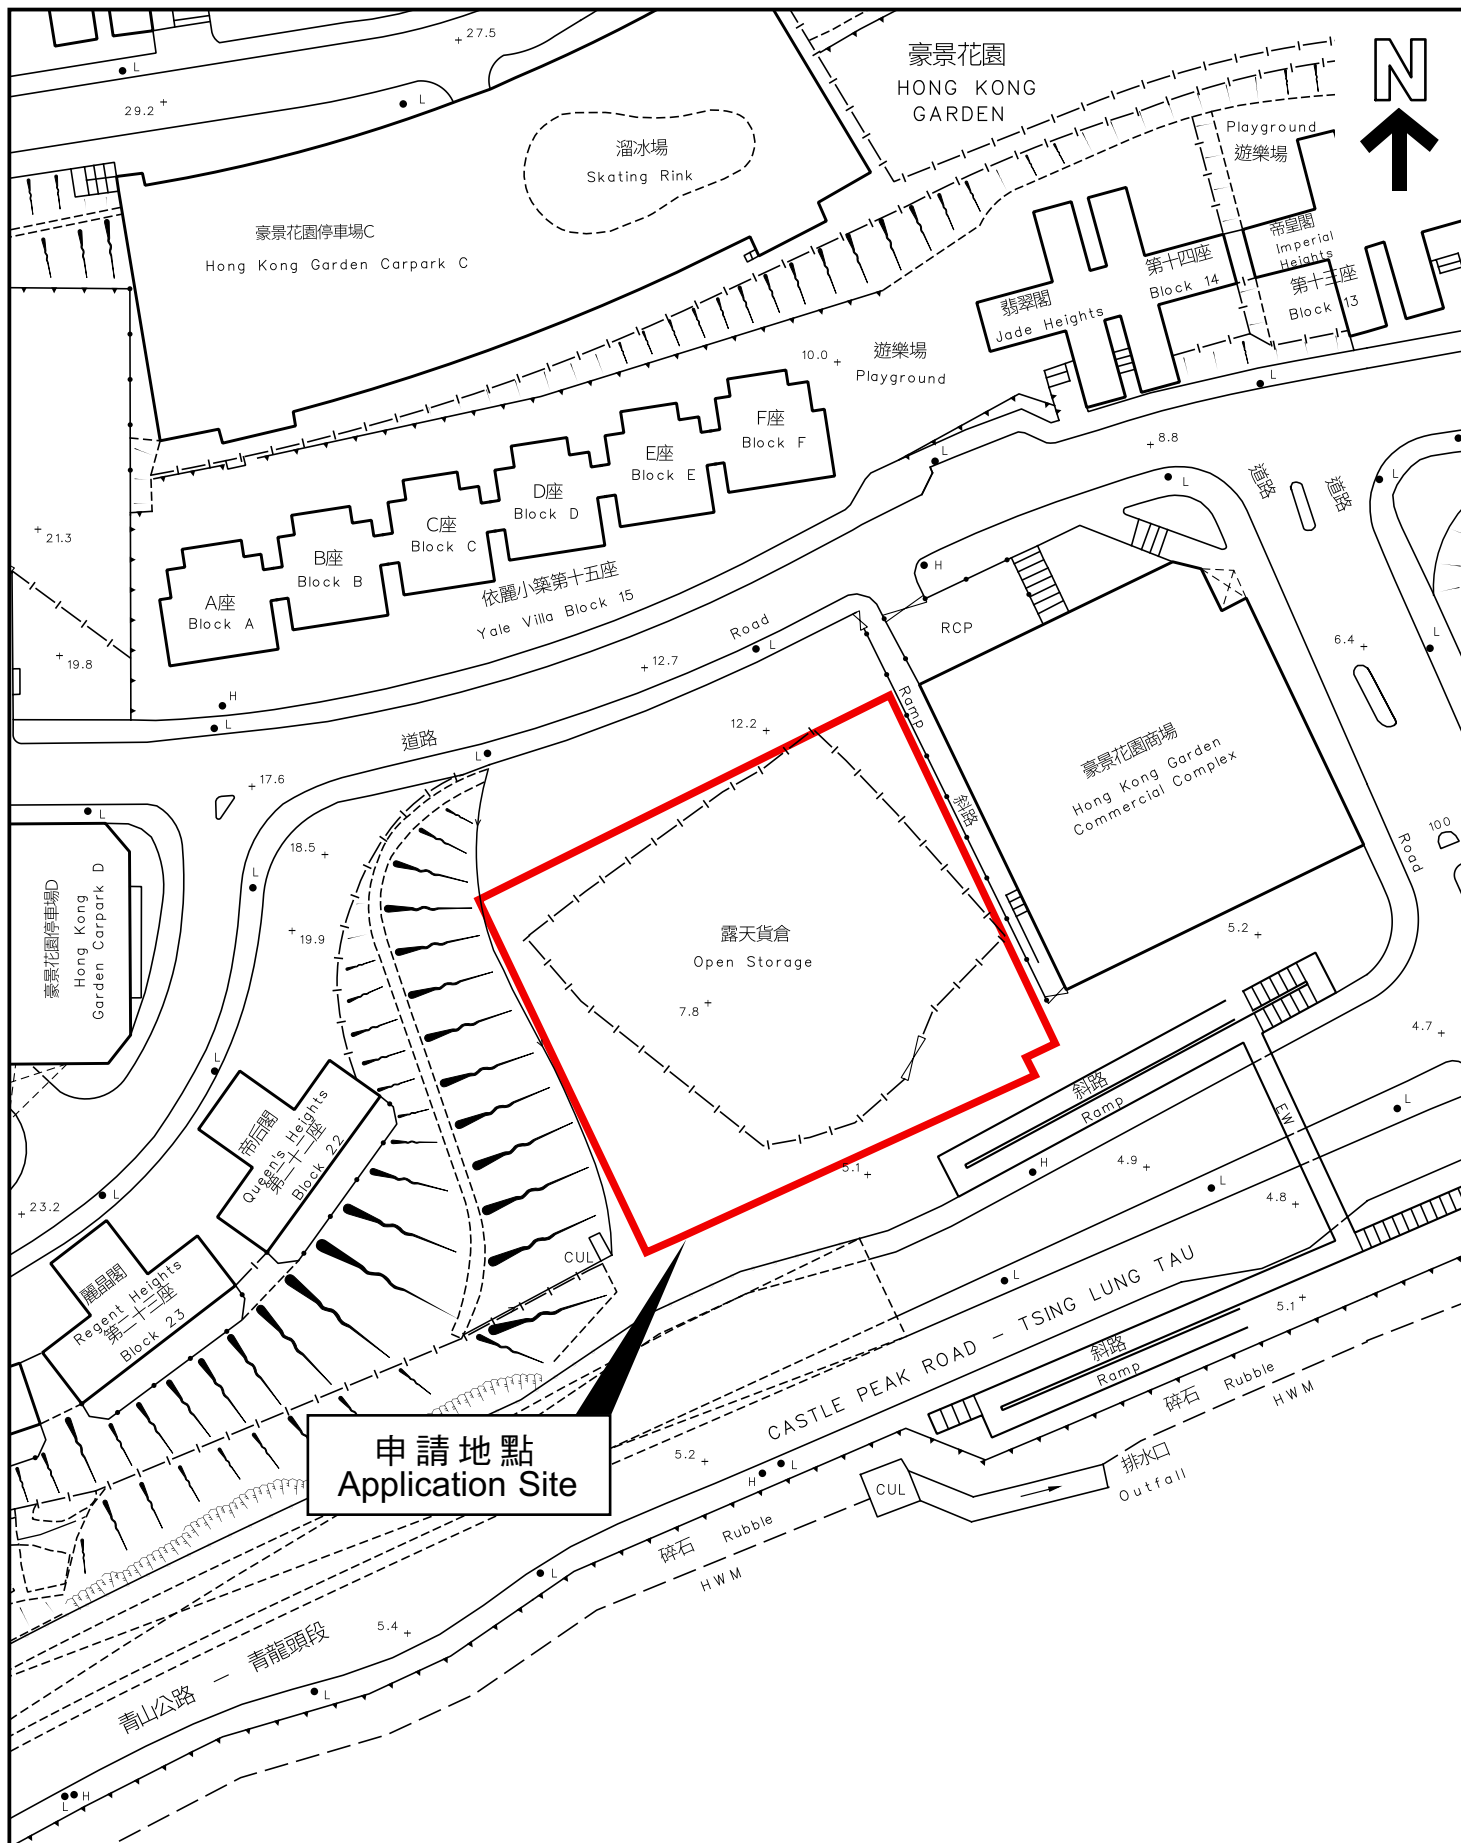 27.5
L
29.2
L
豪景花園
HONG KONG
GARDEN
N
Playground
遊樂場
溜冰場
Skating Rink
豪景花園停車場C
Hong Kong Garden Carpark C
帝皇閣
Imperial
Heights
第十四座
Block 14
第十三座
Block 13
翡翠閣
Jade Heights
10.0
遊樂場
Playground
L
F座
Block F
E座
Block E
D座
Block D
C座
Block C
B座
Block B
A座
Block A
依麗小築第十五座
Yale Villa Block 15
8.8
L
L
L
L
道路
道路
21.3
19.8
H
L
H
RCP
Road
L
12.7
6.4
L
12.2
Ramp
斜路
道路
L
17.6
L
18.5
L
19.9
豪景花園停車場D
Hong Kong
Garden Carpark D
豪景花園商場
Hong Kong Garden
Commercial Complex
Road
100
5.2
4.7
露天貨倉
Open Storage
7.8
L
斜路
Ramp
EW
L
帝后閣
Queen's Heights
第二十二座
Block 22
5.1
H
4.9
L
4.8
L
23.2
麗晶閣
Regent Heights
第二十三座
Block 23
CUL
L
CASTLE PEAK ROAD - TSING LUNG TAU
5.1
斜路
Ramp
碎石
Rubble
HWM
申請地點
Application Site
5.2
H
L
CUL
排水口
Outfall
碎石
Rubble
HWM
L
5.4
青山公路 - 青龍頭段
L
H
L